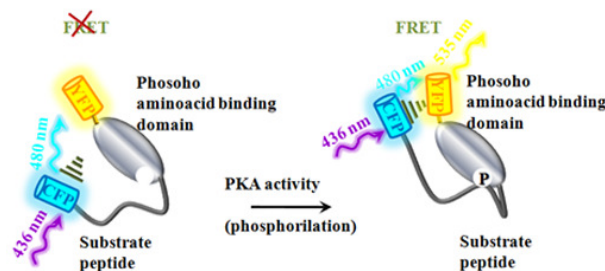 FRET
YFP
Phosoho
aminoacid binding
domain
480 nm
CFP
436 nm
Substrate
peptide
PKA activity
(phosphorilation)
FRET
480 nm
535 nm
YFP
CFP
436 nm
Phosoho
aminoacid binding
domain
P
Substrate
peptide